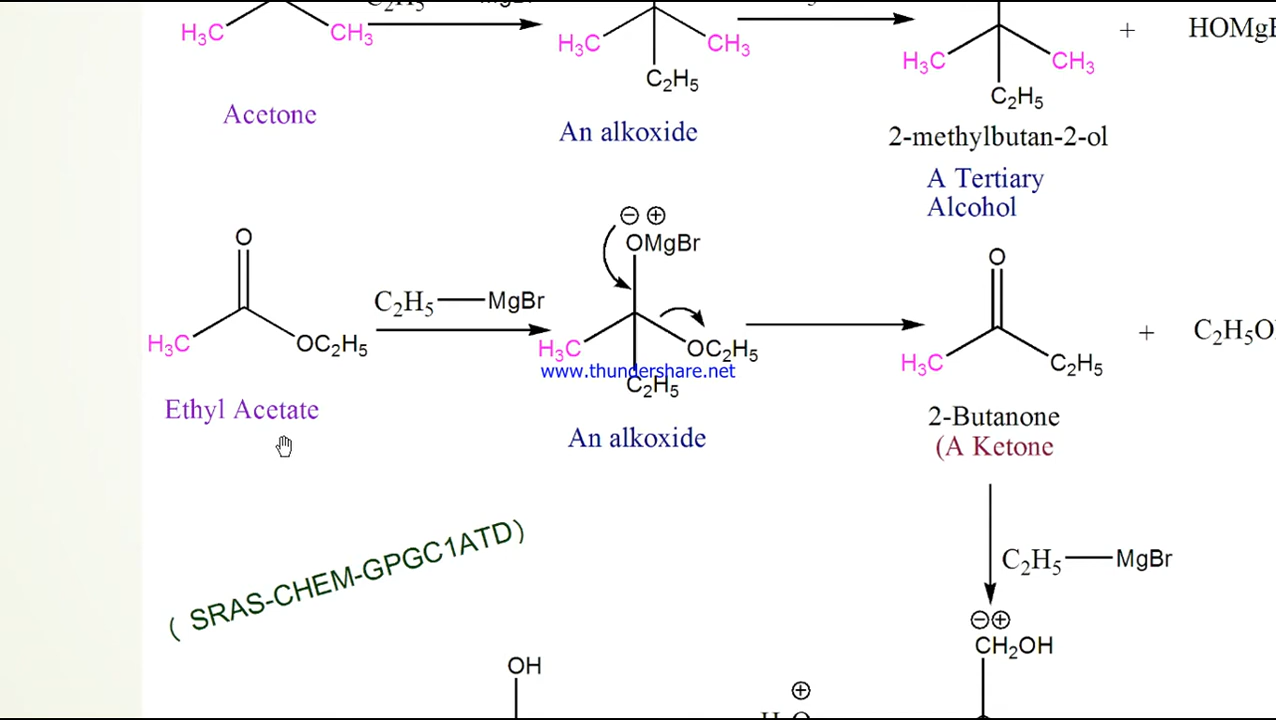 H₃C CH₃ H₃C CH₃ H₃C CH₃ +
C₂H₅ C₂H₅
Acetone An alkoxide 2-methylbutan-2-ol
A Tertiary
Alcohol
⊖ ⊕
O OMgBr O
C₂H₅—MgBr
H₃C OC₂H₅ H₃C OC₂H₅ H₃C C₂H₅ +
www.thundershare.net
C₂H₅
Ethyl Acetate An alkoxide 2-Butanone
(A Ketone
( SRAS-CHEM-GPGC1ATD)
C₂H₅—MgBr
⊖⊕
CH₂OH
OH
⊕